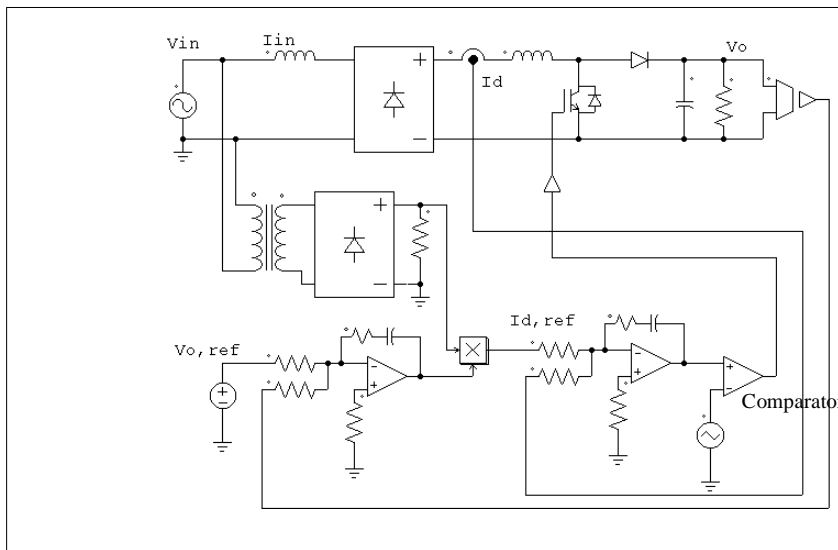 Vin
Iin
Id
Vo
Vo,ref
Id,ref
Comparator